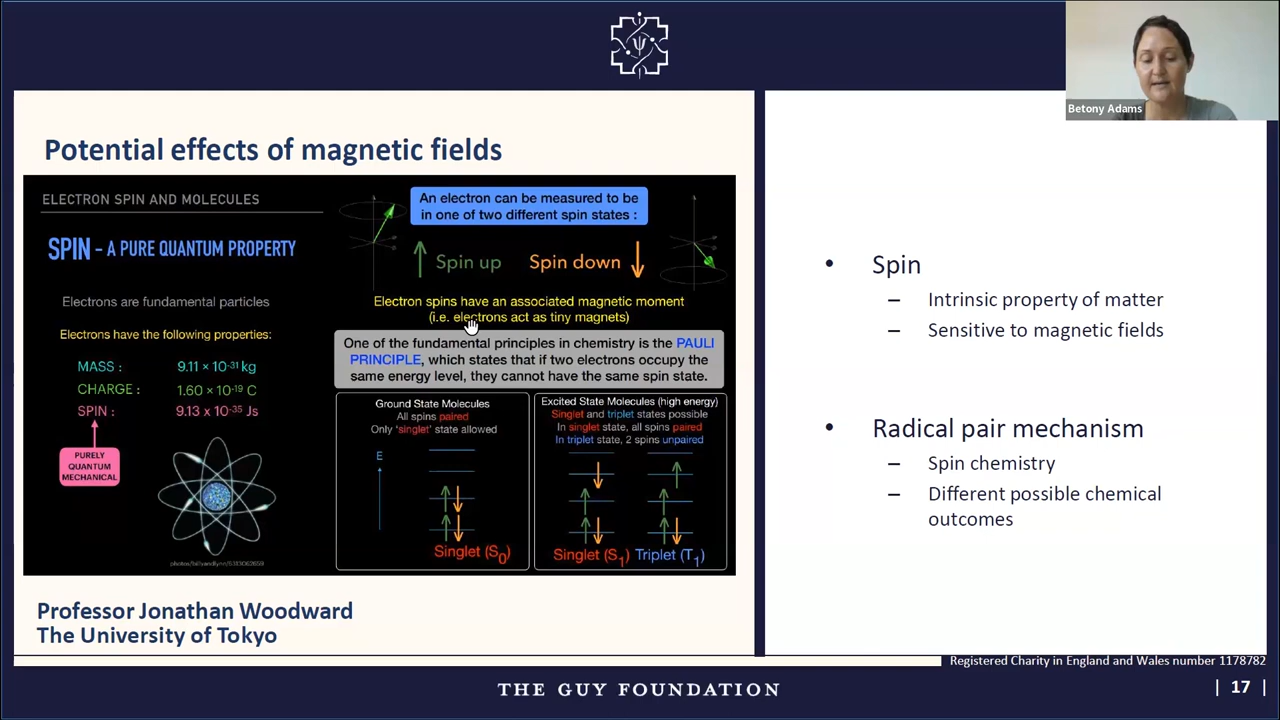 Betony Adams
Potential effects of magnetic fields
ELECTRON SPIN AND MOLECULES
SPIN - A PURE QUANTUM PROPERTY
Electrons are fundamental particles
Electrons have the following properties:
MASS : 9.11 × 10-31 kg
CHARGE : 1.60 × 10-19 C
SPIN : 9.13 x 10-35 Js
PURELY
QUANTUM
MECHANICAL
An electron can be measured to be
in one of two different spin states :
Spin up Spin down
Electron spins have an associated magnetic moment
(i.e. electrons act as tiny magnets)
One of the fundamental principles in chemistry is the PAULI
PRINCIPLE, which states that if two electrons occupy the
same energy level, they cannot have the same spin state.
Ground State Molecules
All spins paired
Only 'singlet' state allowed
E
Singlet (S0)
Excited State Molecules (high energy)
Singlet and triplet states possible
In singlet state, all spins paired
In triplet state, 2 spins unpaired
Singlet (S1) Triplet (T1)
Professor Jonathan Woodward
The University of Tokyo
• Spin
– Intrinsic property of matter
– Sensitive to magnetic fields
• Radical pair mechanism
– Spin chemistry
– Different possible chemical
outcomes
Registered Charity in England and Wales number 1178782
THE GUY FOUNDATION
| 17 |